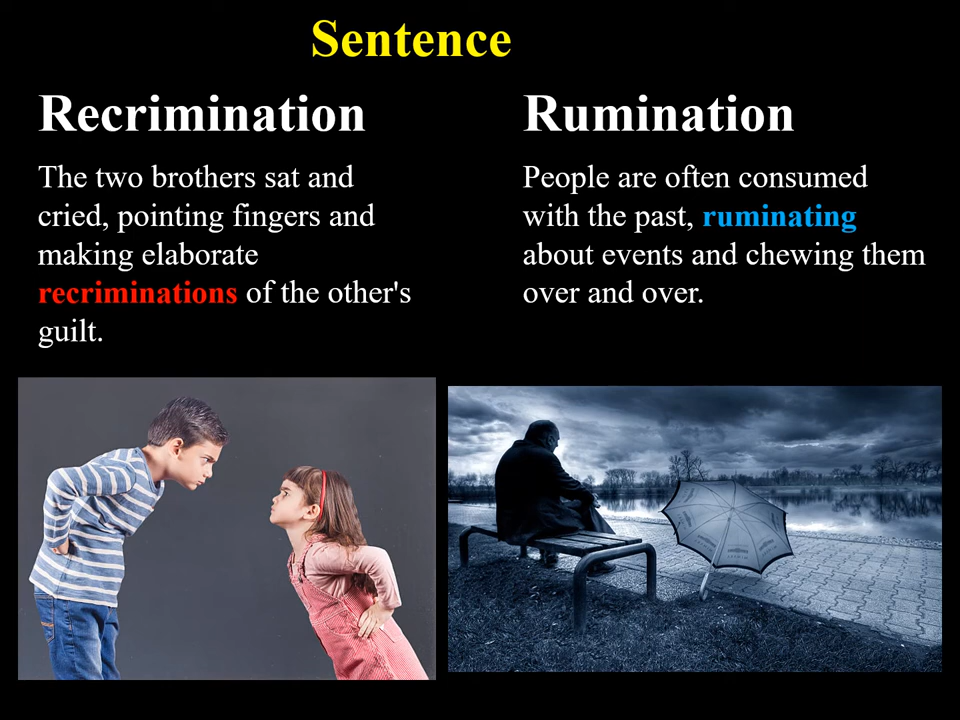 Sentence
Recrimination
The two brothers sat and
cried, pointing fingers and
making elaborate
recriminations of the other's
guilt.
Rumination
People are often consumed
with the past, ruminating
about events and chewing them
over and over.